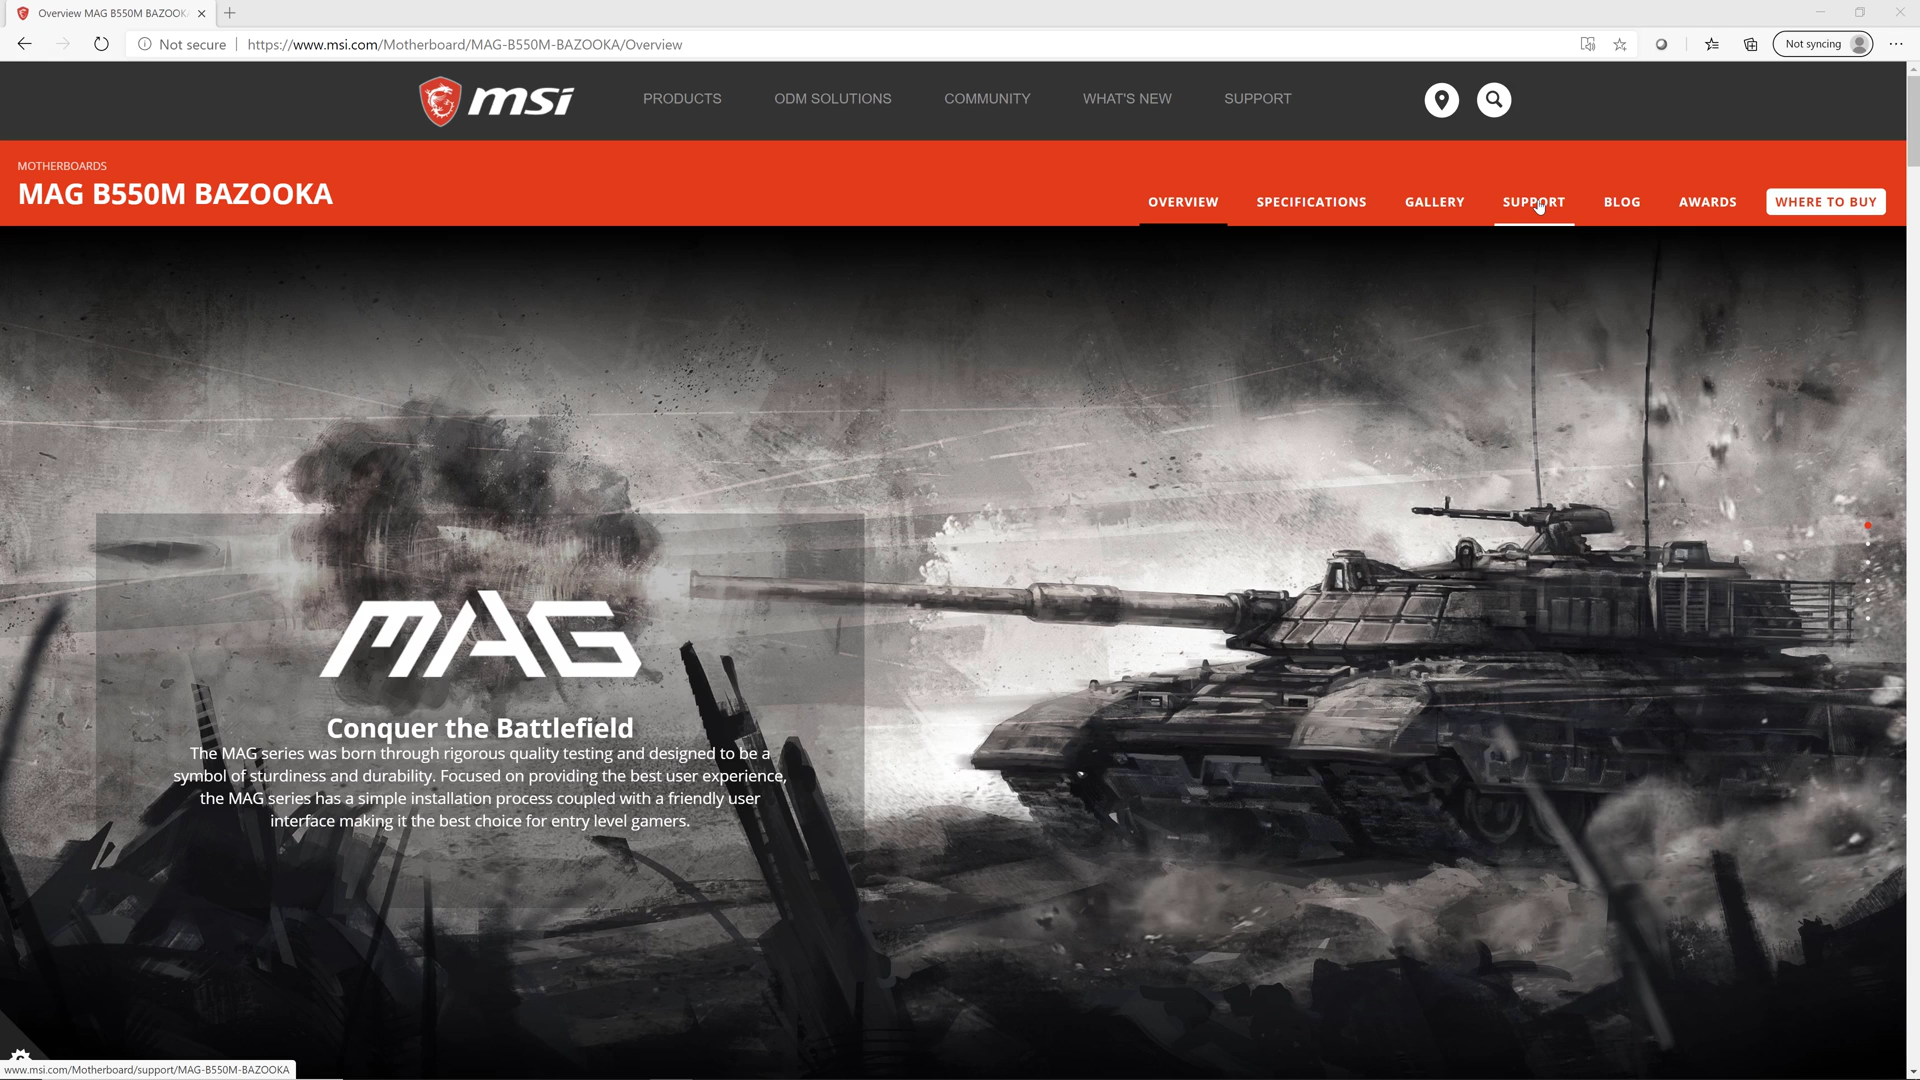 Overview MAG B550M BAZOOK
Not secure
https://www.msi.com/Motherboard/MAG-B550M-BAZOOKA/Overview
Not syncing
msi
PRODUCTS
ODM SOLUTIONS
COMMUNITY
WHAT'S NEW
SUPPORT
MOTHERBOARDS
MAG B550M BAZOOKA
OVERVIEW
SPECIFICATIONS
GALLERY
SUPPORT
BLOG
AWARDS
WHERE TO BUY
MAG
Conquer the Battlefield
The MAG series was born through rigorous quality testing and designed to be a
symbol of sturdiness and durability. Focused on providing the best user experience,
the MAG series has a simple installation process coupled with a friendly user
interface making it the best choice for entry level gamers.
www.msi.com/Motherboard/support/MAG-B550M-BAZOOKA